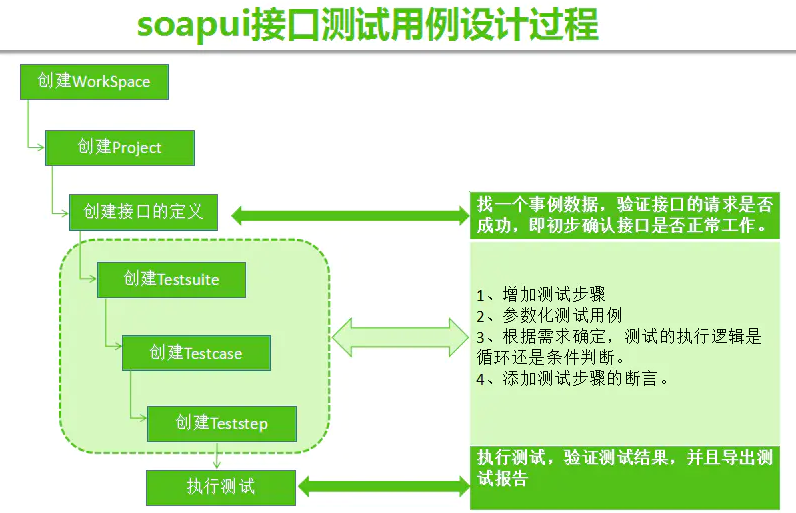 soapui接口测试用例设计过程
创建WorkSpace
创建Project
创建接口的定义
找一个事例数据，验证接口的请求是否
成功，即初步确认接口是否正常工作。
创建Testsuite
创建Testcase
创建Teststep
1、增加测试步骤
2、参数化测试用例
3、根据需求确定，测试的执行逻辑是
循环还是条件判断。
4、添加测试步骤的断言。
执行测试
执行测试，验证测试结果，并且导出测
试报告